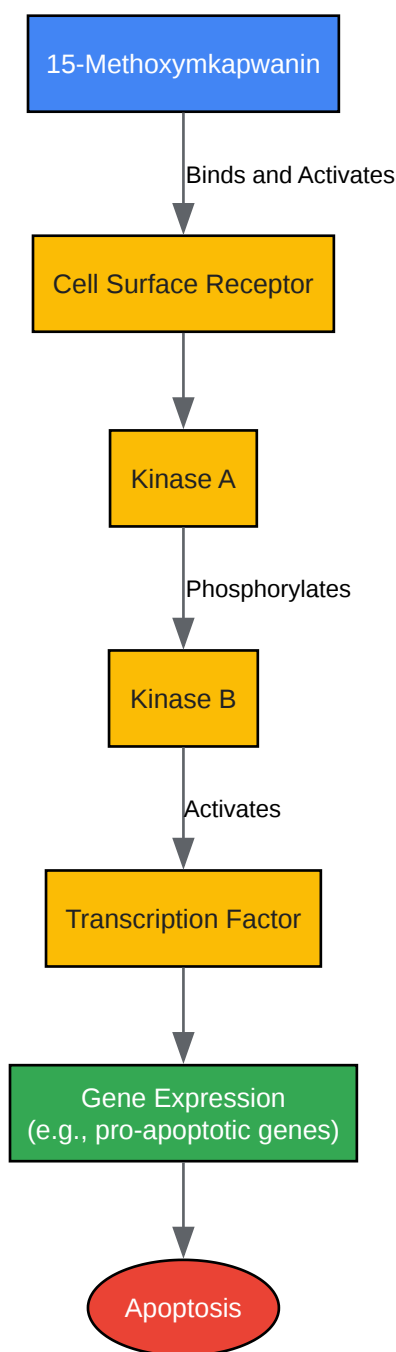 15-Methoxymkapwanin
Binds and Activates
Cell Surface Receptor
Kinase A
Phosphorylates
Kinase B
Activates
Transcription Factor
Gene Expression
(e.g., pro-apoptotic genes)
Apoptosis